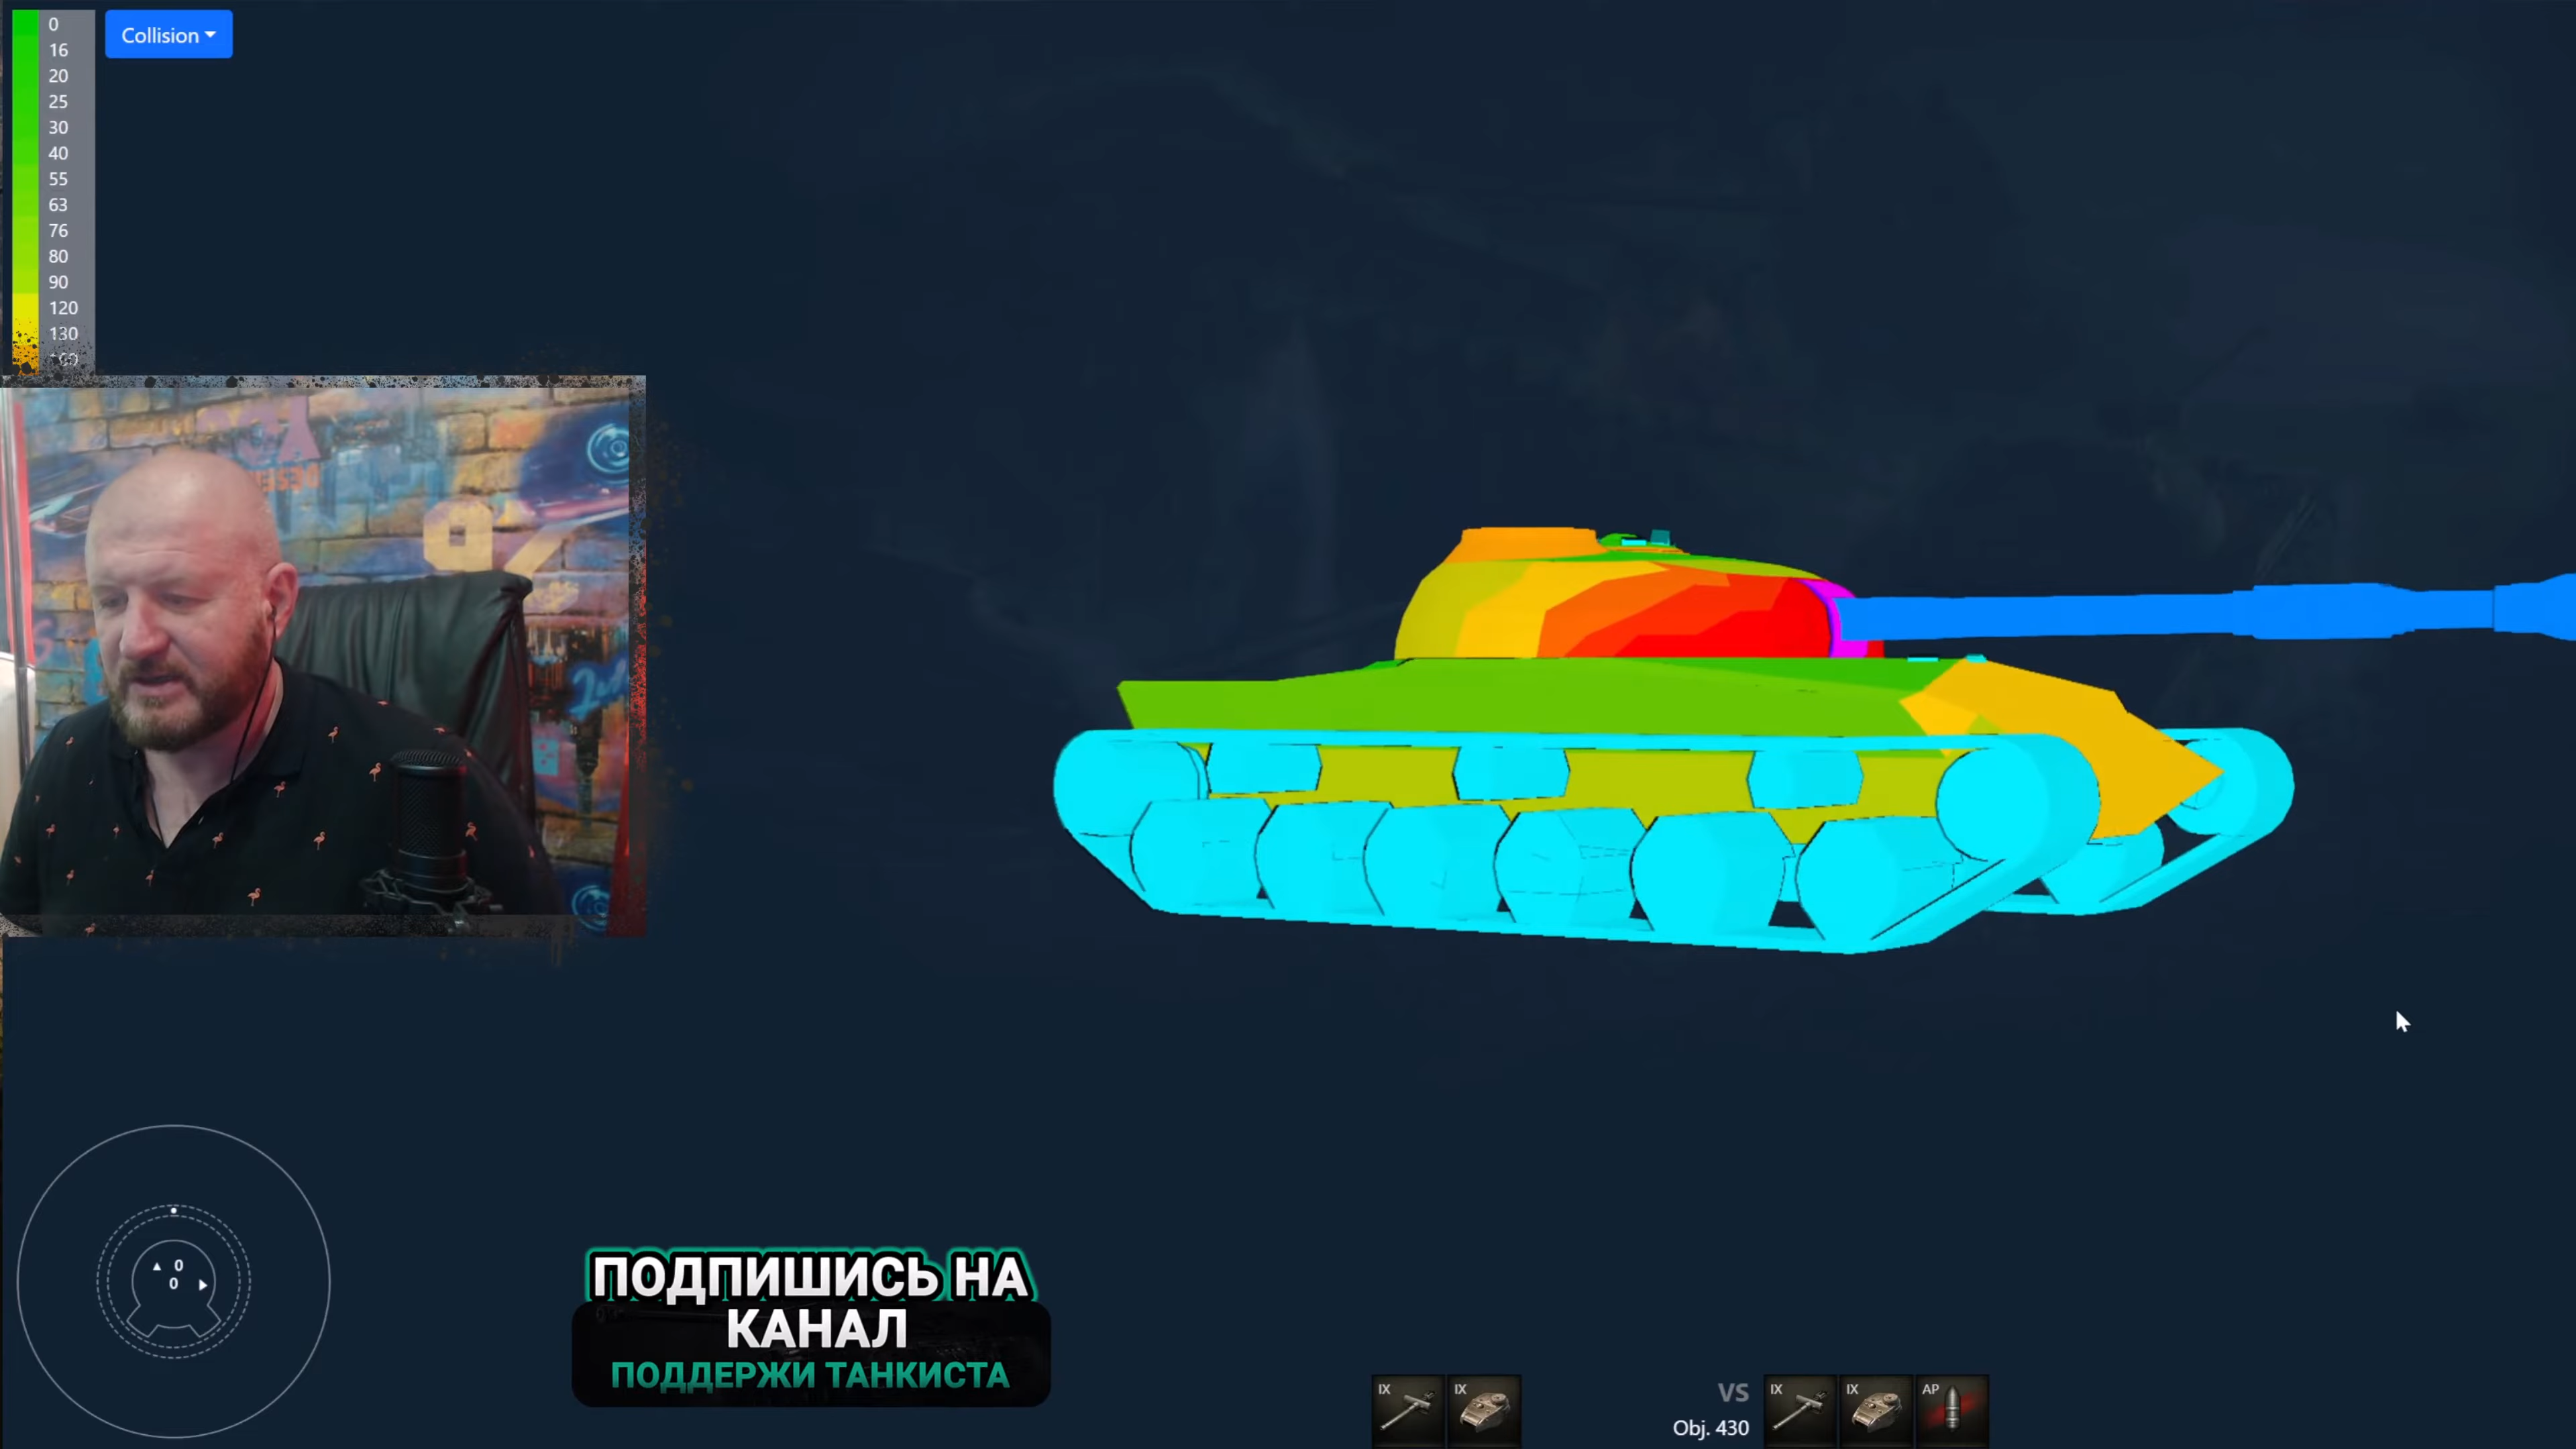 0
16
20
25
30
40
55
63
76
80
90
120
130
Collision
0
0
ПОДПИШИСЬ НА
КАНАЛ
ПОДДЕРЖИ ТАНКИСТА
IX
IX
VS
Obj. 430
IX
IX
AP